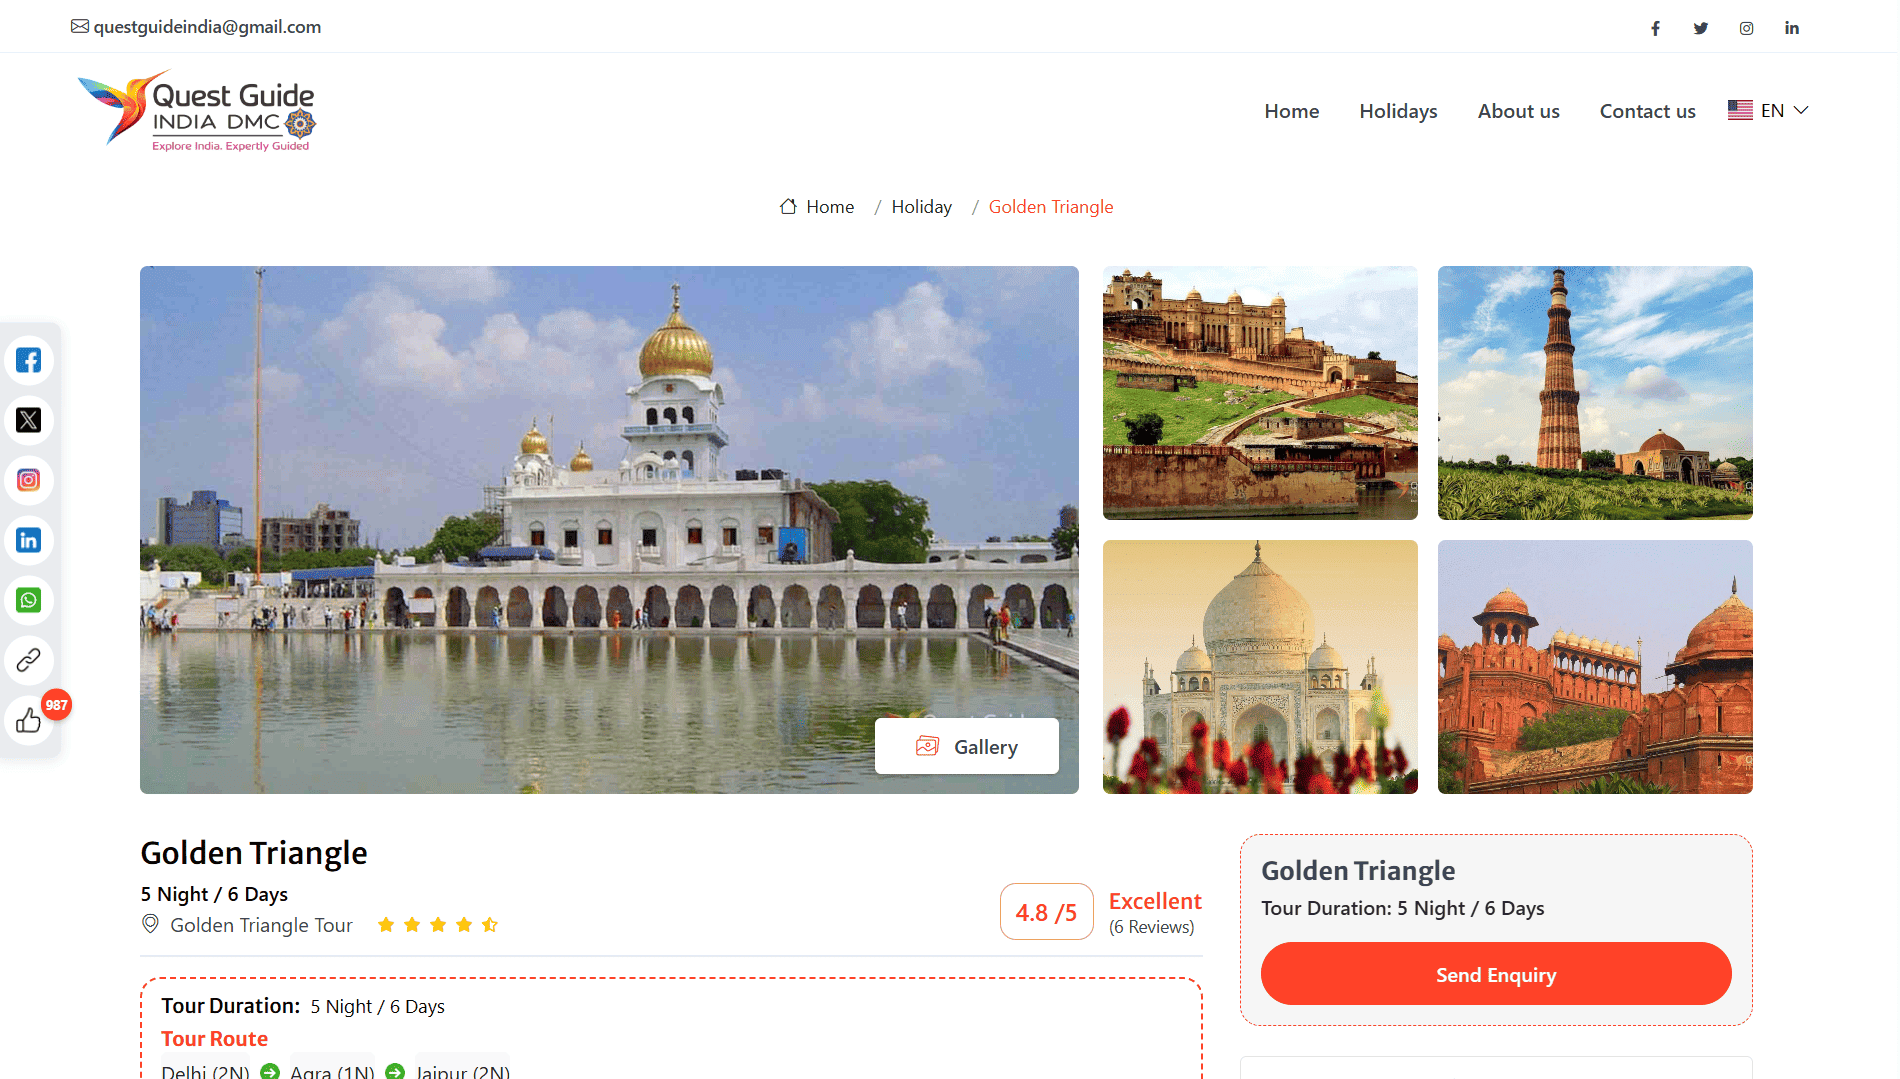 questguideindia@gmail.com
Quest Guide
INDIA DMC
Explore India. Expertly Guided
Home
Holidays
About us
Contact us
EN
Home / Holiday / Golden Triangle
987
Gallery
Golden Triangle
5 Night / 6 Days
Golden Triangle Tour
4.8 /5
Excellent
(6 Reviews)
Tour Duration: 5 Night / 6 Days
Tour Route
Delhi (2N) Agra (1N) Jaipur (2N)
Golden Triangle
Tour Duration: 5 Night / 6 Days
Send Enquiry